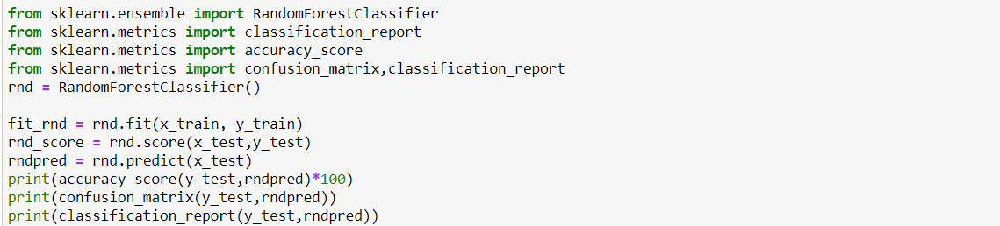 from sklearn.ensemble import RandomForestClassifier
from sklearn.metrics import classification_report
from sklearn.metrics import accuracy_score
from sklearn.metrics import confusion_matrix,classification_report
rnd = RandomForestClassifier()

fit_rnd = rnd.fit(x_train, y_train)
rnd_score = rnd.score(x_test,y_test)
rndpred = rnd.predict(x_test)
print(accuracy_score(y_test,rndpred)*100)
print(confusion_matrix(y_test,rndpred))
print(classification_report(y_test,rndpred))